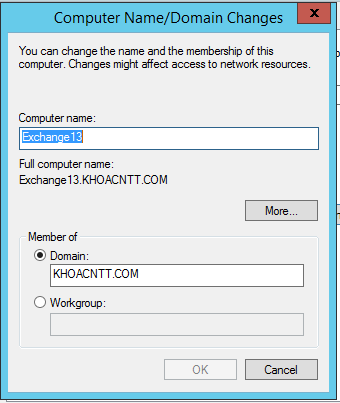 Computer Name/Domain Changes
x
You can change the name and the membership of this
computer. Changes might affect access to network resources.
Computer name:
Exchange13
Full computer name:
Exchange13.KHOACNTT.COM
More...
Member of
Domain:
KHOACNTT.COM
Workgroup:
OK
Cancel